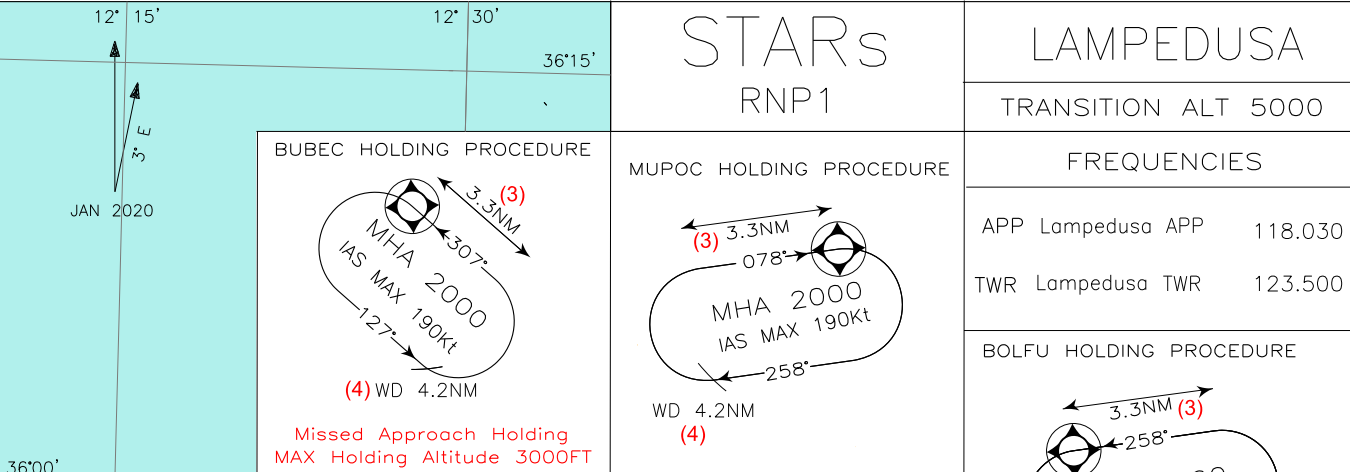 12° 15'
12° 30'
36°15'
3° E
JAN 2020
36°00'
STARs
RNP1
LAMPEDUSA
TRANSITION ALT 5000
FREQUENCIES
APP Lampedusa APP 118.030
TWR Lampedusa TWR 123.500
BUBEC HOLDING PROCEDURE
(3)
3.3NM
307°
MHA 2000
IAS MAX 190Kt
127°
(4) WD 4.2NM
Missed Approach Holding
MAX Holding Altitude 3000FT
MUPOC HOLDING PROCEDURE
(3) 3.3NM
078°
MHA 2000
IAS MAX 190Kt
258°
WD 4.2NM
(4)
BOLFU HOLDING PROCEDURE
3.3NM (3)
258°